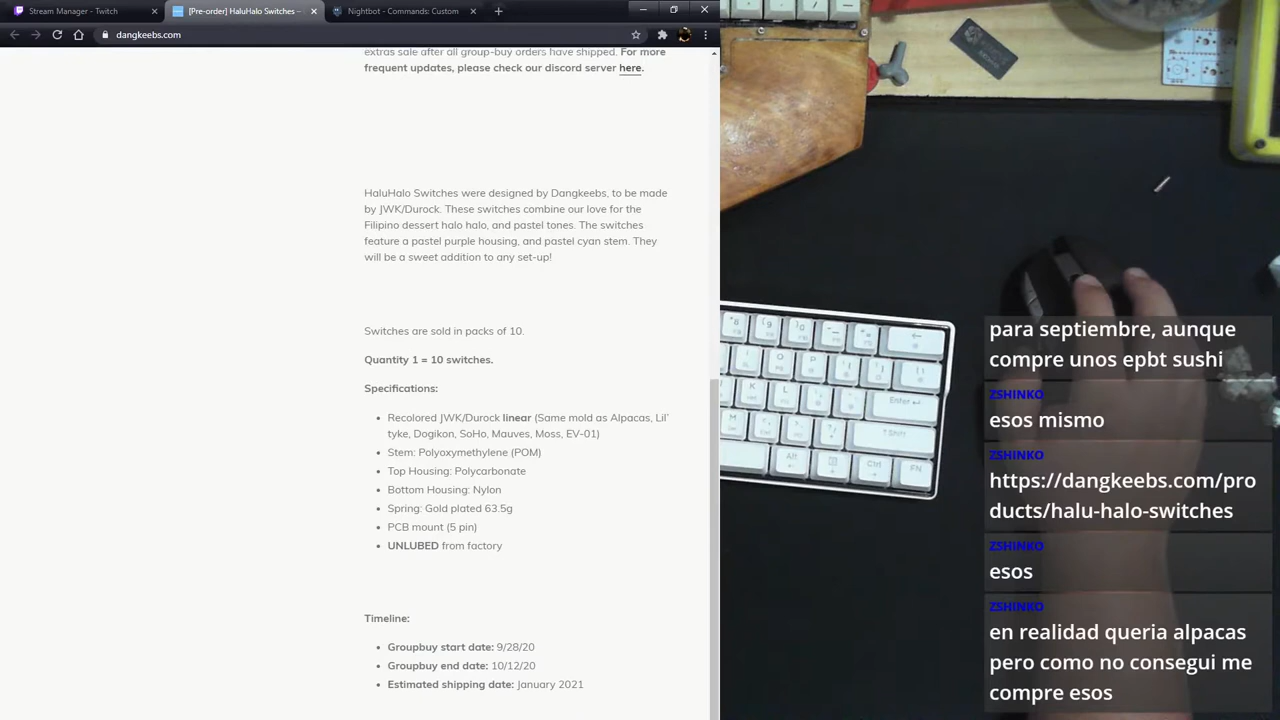 Stream Manager - Twitch
[Pre-order] HaluHalo Switches –
Nightbot - Commands: Custom
dangkeebs.com
extras sale after all group-buy orders have shipped. For more
frequent updates, please check our discord server here.
HaluHalo Switches were designed by Dangkeebs, to be made
by JWK/Durock. These switches combine our love for the
Filipino dessert halo halo, and pastel tones. The switches
feature a pastel purple housing, and pastel cyan stem. They
will be a sweet addition to any set-up!
Switches are sold in packs of 10.
Quantity 1 = 10 switches.
Specifications:
Recolored JWK/Durock linear (Same mold as Alpacas, Lil'
tyke, Dogikon, SoHo, Mauves, Moss, EV-01)
Stem: Polyoxymethylene (POM)
Top Housing: Polycarbonate
Bottom Housing: Nylon
Spring: Gold plated 63.5g
PCB mount (5 pin)
UNLUBED from factory
Timeline:
Groupbuy start date: 9/28/20
Groupbuy end date: 10/12/20
Estimated shipping date: January 2021
I O P
K L
Enter
M
Shift
Alt Ctrl FN
para septiembre, aunque
compre unos epbt sushi
ZSHINKO
esos mismo
ZSHINKO
https://dangkeebs.com/pro
ducts/halu-halo-switches
ZSHINKO
esos
ZSHINKO
en realidad queria alpacas
pero como no consegui me
compre esos